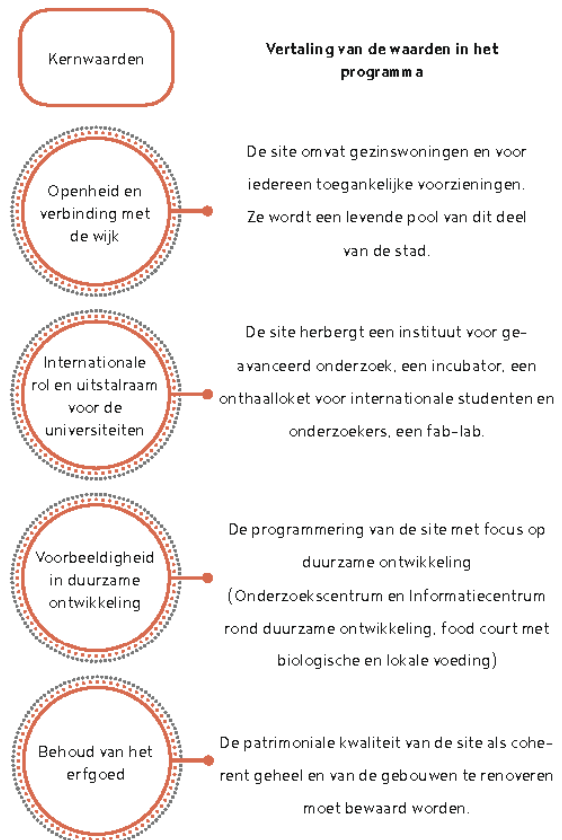 Kernwaarden
Vertaling van de waarden in het
programma
Openheid en
verbinding met
de wijk
De site omvat gezinswoningen en voor
iedereen toegankelijke voorzieningen.
Ze wordt een levende pool van dit deel
van de stad.
Internationale
rol en uitstalraam
voor de
universiteiten
De site herbergt een instituut voor ge-
avanceerd onderzoek, een incubator, een
onthaalloket voor internationale studenten en
onderzoekers, een fab-lab.
Voorbeeldigheid
in duurzame
ontwikkeling
De programmering van de site met focus op
duurzame ontwikkeling
(Onderzoekscentrum en Informatiecentrum
rond duurzame ontwikkeling, food court met
biologische en lokale voeding)
Behoud van het
erfgoed
De patrimoniale kwaliteit van de site als cohe-
rent geheel en van de gebouwen te renoveren
moet bewaard worden.